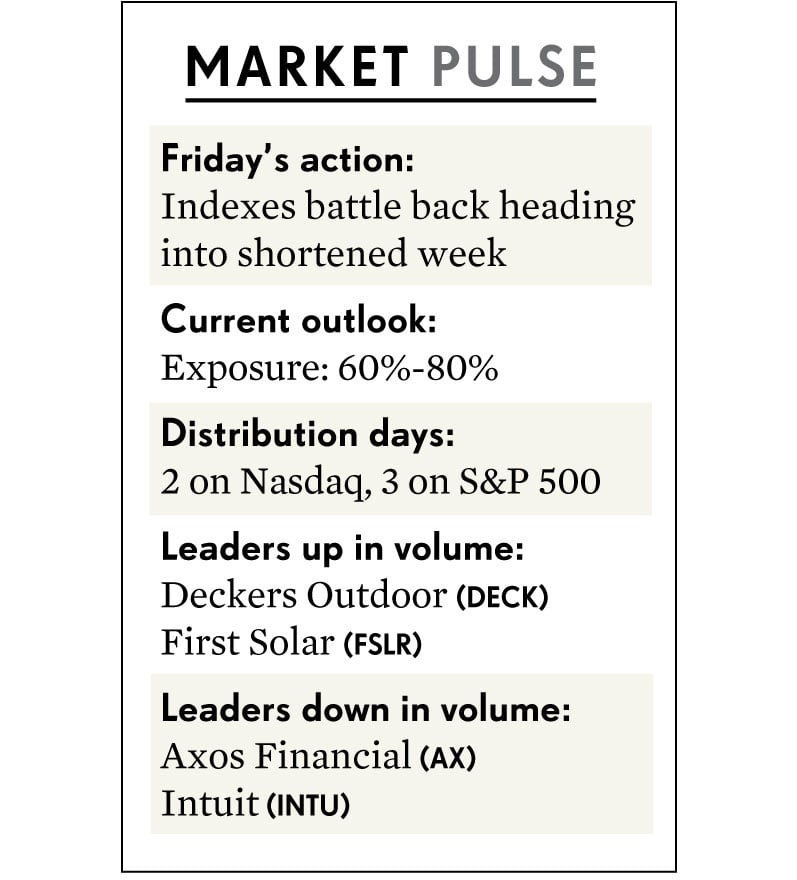 MARKET PULSE
Friday's action:
Indexes battle back heading
into shortened week
Current outlook:
Exposure: 60%-80%
Distribution days:
2 on Nasdaq, 3 on S&P 500
Leaders up in volume:
Deckers Outdoor (DECK)
First Solar (FSLR)
Leaders down in volume:
Axos Financial (AX)
Intuit (INTU)